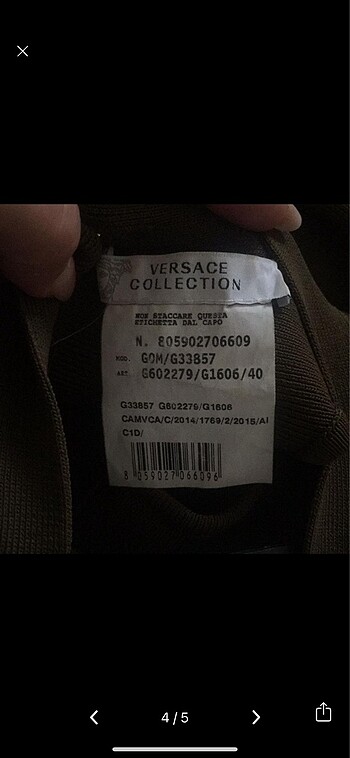 VERSACE
COLLECTION
NON STACCARE QUESTA
ETICHETTA DAL CAPO
N. 805902706609
MOD. GOM/G33857
ART. G602279/G1606/40
G33857 G602279/G1606
CAMVCA/C/2014/1769/2/2015/AI
C1D/
8 059027 066096
4/5